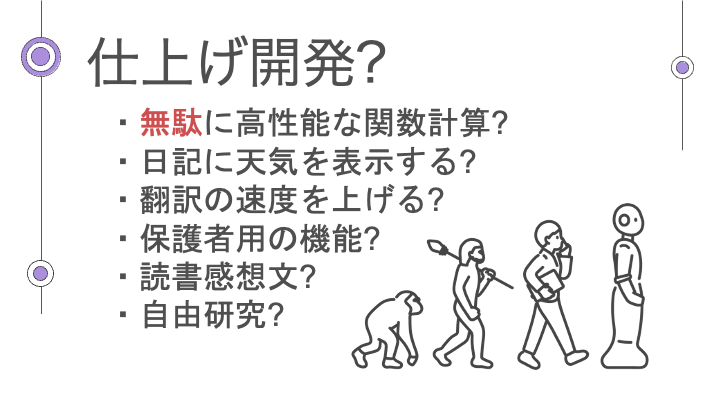 仕上げ開発?
・無駄に高性能な関数計算?
・日記に天気を表示する?
・翻訳の速度を上げる?
・保護者用の機能?
・読書感想文?
・自由研究?